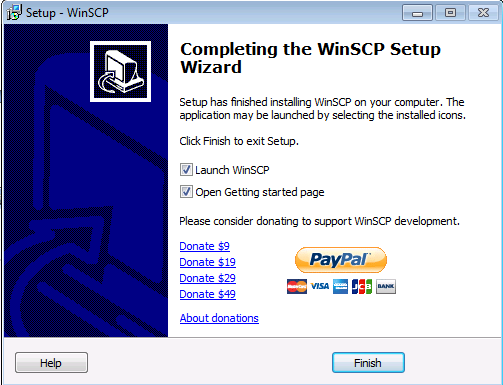 Setup - WinSCP
Completing the WinSCP Setup
Wizard
Setup has finished installing WinSCP on your computer. The
application may be launched by selecting the installed icons.
Click Finish to exit Setup.
Launch WinSCP
Open Getting started page
Please consider donating to support WinSCP development.
Donate $9
Donate $19
Donate $29
Donate $49
PayPal
MasterCard VISA AMEX JCB BANK
About donations
Help
Finish